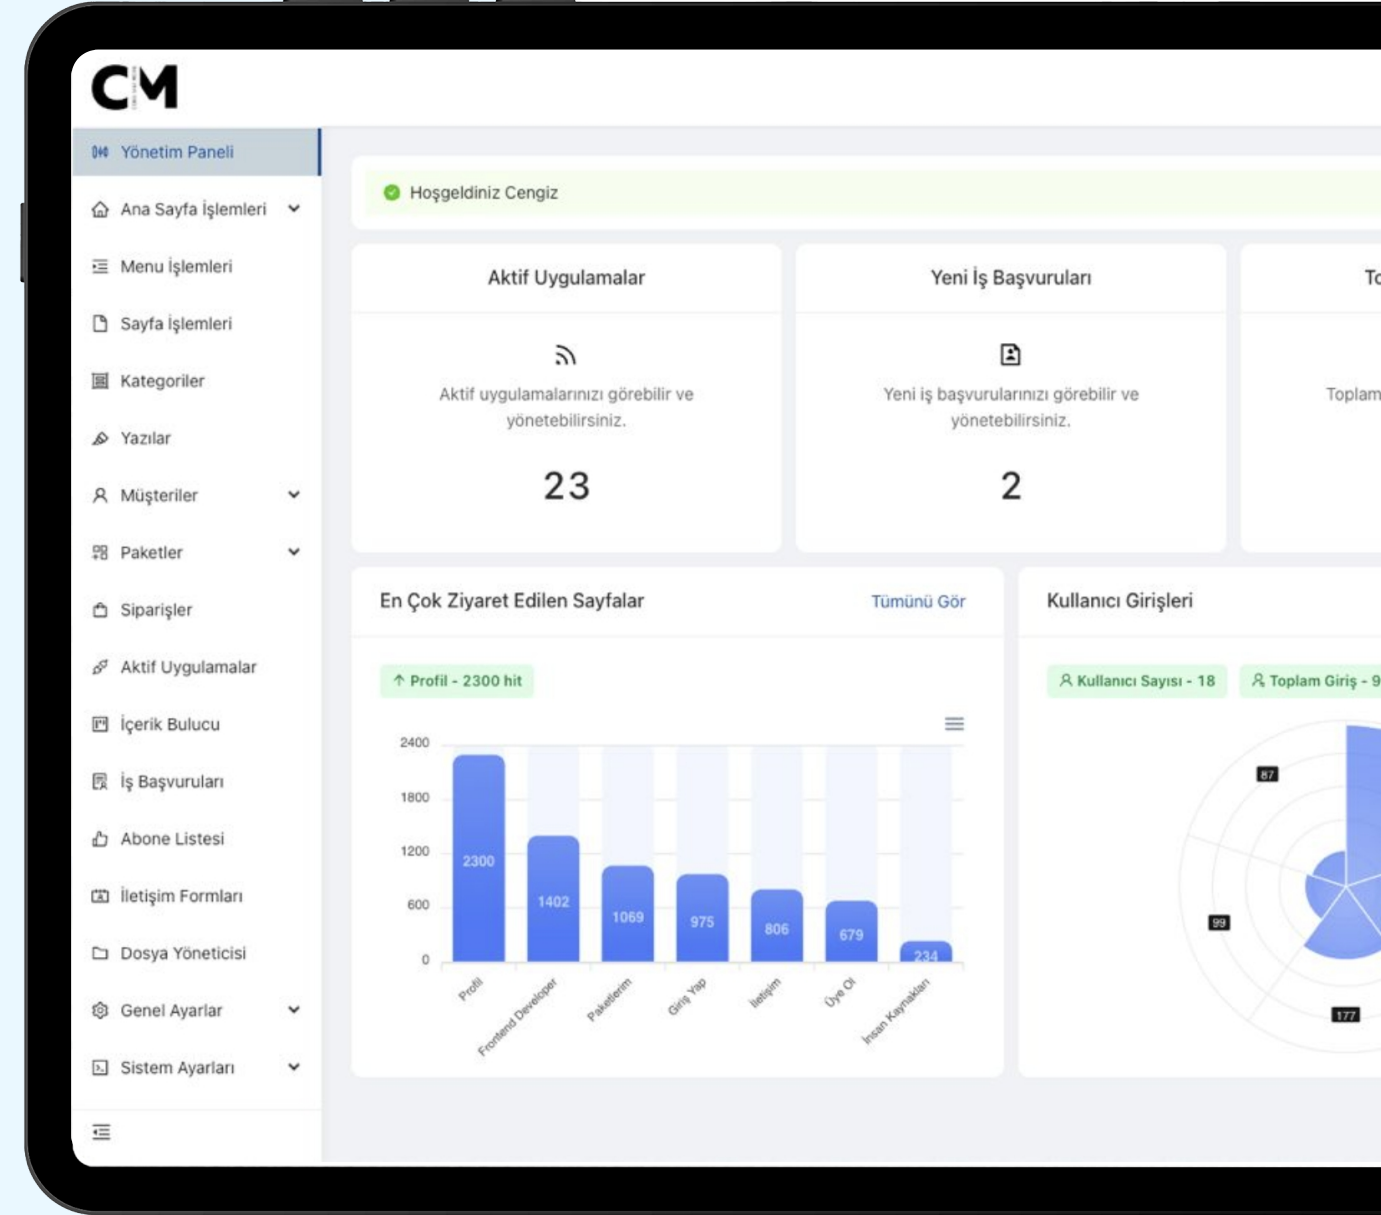 CM
Yönetim Paneli
Ana Sayfa İşlemleri
Menu İşlemleri
Sayfa İşlemleri
Kategoriler
Yazılar
Müşteriler
Paketler
Siparişler
Aktif Uygulamalar
İçerik Bulucu
İş Başvuruları
Abone Listesi
İletişim Formları
Dosya Yöneticisi
Genel Ayarlar
Sistem Ayarları
Hoşgeldiniz Cengiz
Aktif Uygulamalar
Aktif uygulamalarınızı görebilir ve
yönetebilirsiniz.
23
Yeni İş Başvuruları
Yeni iş başvurularınızı görebilir ve
yönetebilirsiniz.
2
Toplam
En Çok Ziyaret Edilen Sayfalar
Tümünü Gör
Profil - 2300 hit
2400
1800
1200
600
0
2300
1402
1069
975
806
679
234
Profil
Frontend Developer
Paketlerim
Giriş Yap
İletişim
Üye Ol
İnsan Kaynakları
Kullanıcı Girişleri
Kullanıcı Sayısı - 18
Toplam Giriş - 9
87
99
177